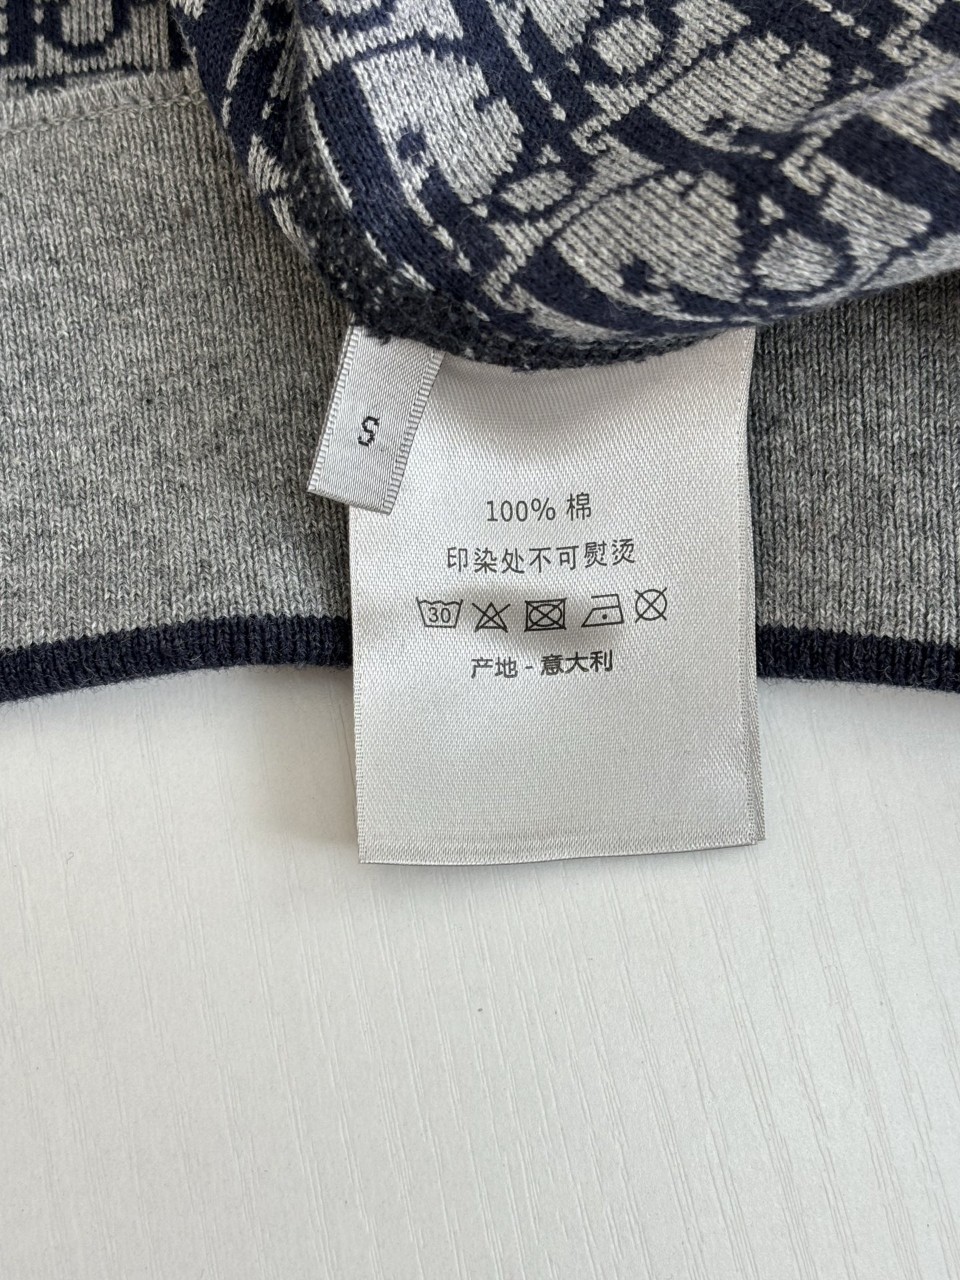 S
100% 棉
印染处不可熨烫
30
产地 - 意大利